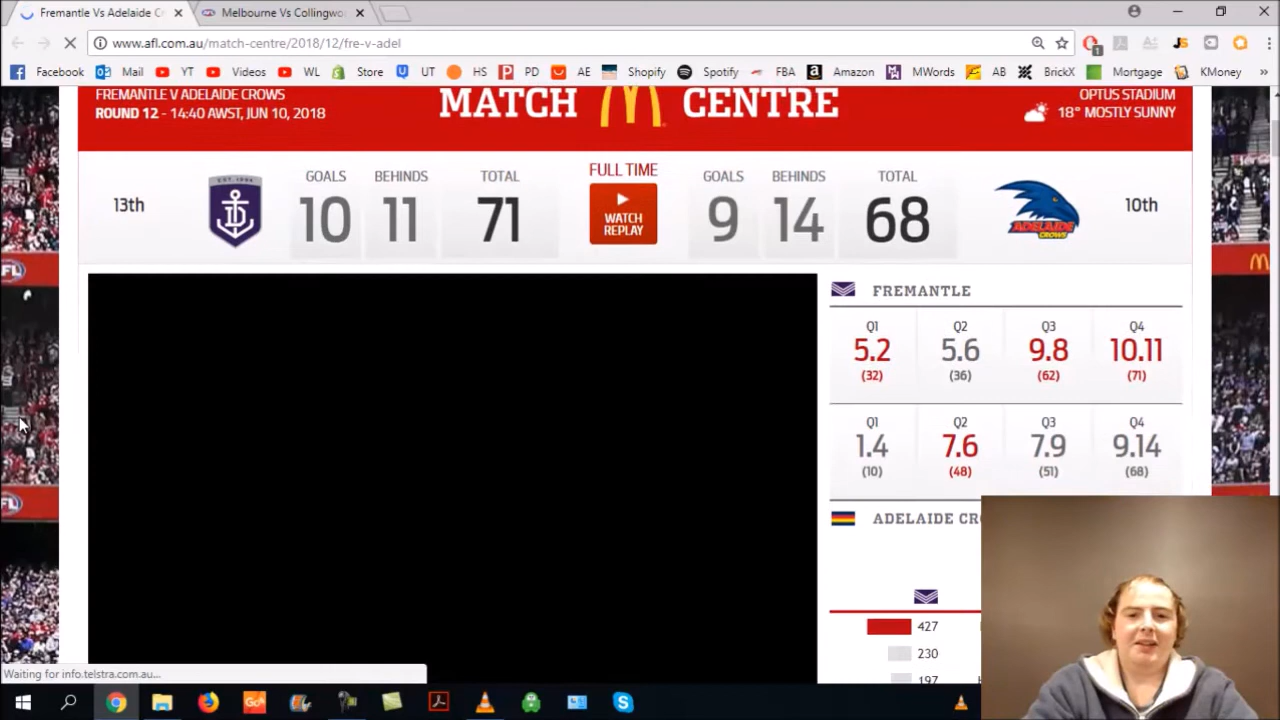 Fremantle Vs Adelaide C
Melbourne Vs Collingwoo
www.afl.com.au/match-centre/2018/12/fre-v-adel
Facebook Mail YT Videos WL Store UT HS PD AE Shopify Spotify FBA Amazon MWords AB BrickX Mortgage KMoney »
FREMANTLE V ADELAIDE CROWS
ROUND 12 - 14:40 AWST, JUN 10, 2018
MATCH CENTRE
OPTUS STADIUM
18° MOSTLY SUNNY
13th
GOALS BEHINDS TOTAL
10 11 71
FULL TIME
WATCH
REPLAY
GOALS BEHINDS TOTAL
9 14 68
ADELAIDE
CROWS
10th
FREMANTLE
Q1 Q2 Q3 Q4
5.2 5.6 9.8 10.11
(32) (36) (62) (71)
Q1 Q2 Q3 Q4
1.4 7.6 7.9 9.14
(10) (48) (51) (68)
ADELAIDE CR
427
230
197
Waiting for info.telstra.com.au...